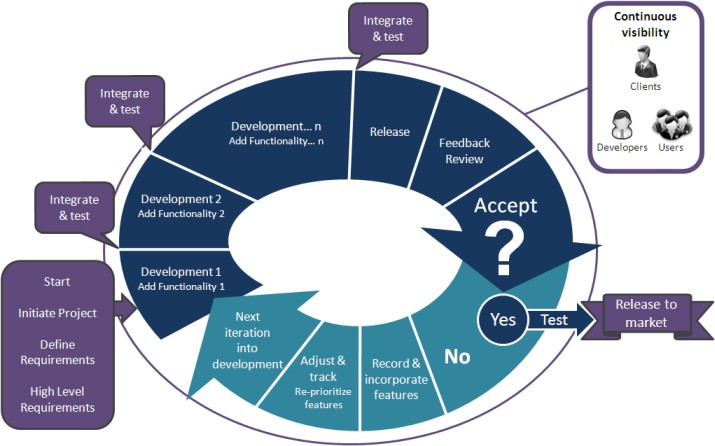 Start
Initiate Project
Define
Requirements
High Level
Requirements
Development 1
Add Functionality 1
Integrate
& test
Development 2
Add Functionality 2
Integrate
& test
Development... n
Add Functionality... n
Integrate
& test
Release
Feedback
Review
Accept
?
Yes
Test
Release to
market
No
Record &
incorporate
features
Adjust &
track
Re-prioritize
features
Next
iteration
into
development
Continuous
visibility
Clients
Developers
Users